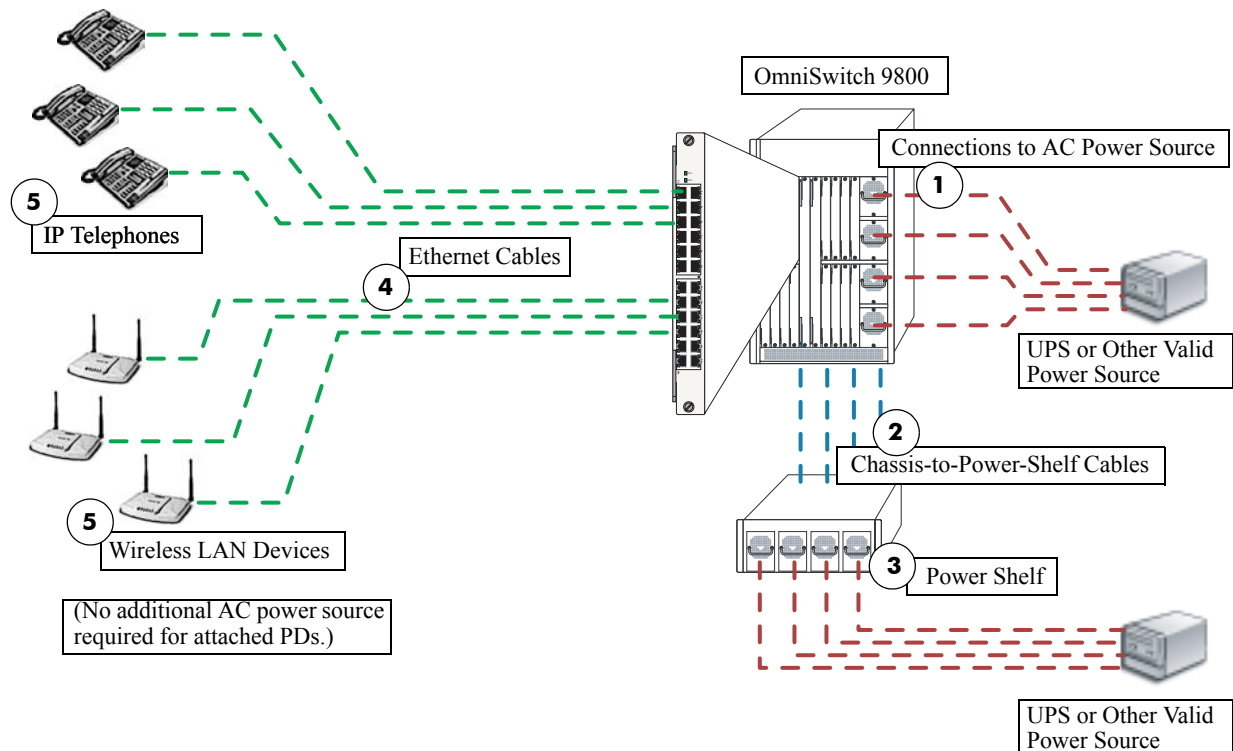 OmniSwitch 9800
Connections to AC Power Source
1
5
IP Telephones
Ethernet Cables
4
UPS or Other Valid
Power Source
2
Chassis-to-Power-Shelf Cables
5
Wireless LAN Devices
3
Power Shelf
(No additional AC power source
required for attached PDs.)
UPS or Other Valid
Power Source